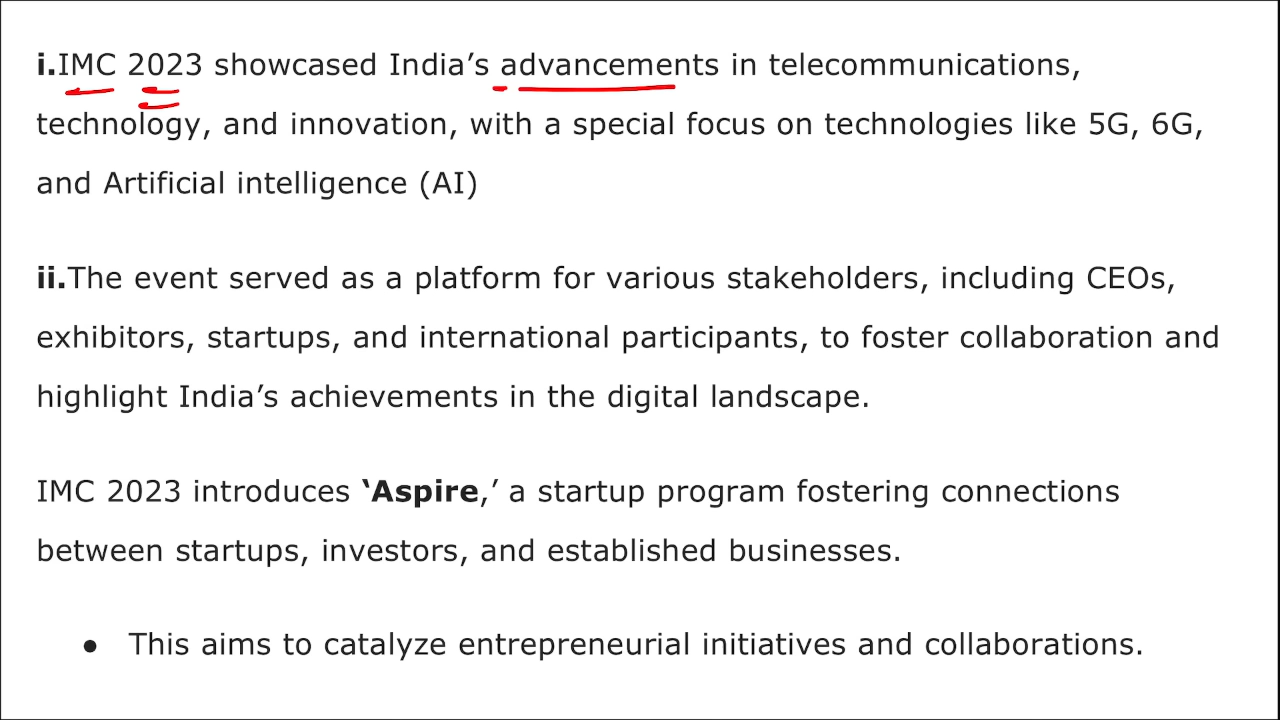 i.IMC 2023 showcased India’s advancements in telecommunications,
technology, and innovation, with a special focus on technologies like 5G, 6G,
and Artificial intelligence (AI)
ii.The event served as a platform for various stakeholders, including CEOs,
exhibitors, startups, and international participants, to foster collaboration and
highlight India’s achievements in the digital landscape.
IMC 2023 introduces ‘Aspire,’ a startup program fostering connections
between startups, investors, and established businesses.
● This aims to catalyze entrepreneurial initiatives and collaborations.